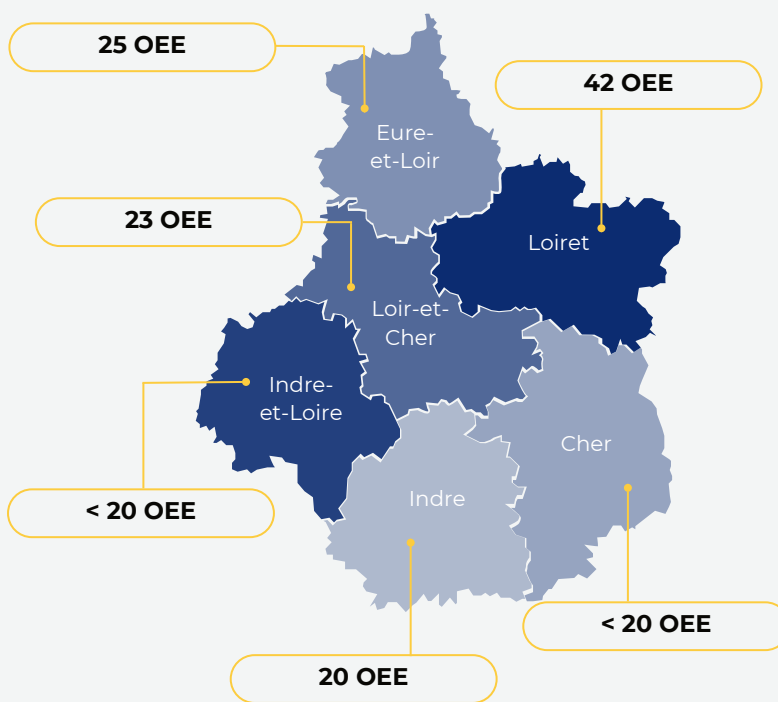 25 OEE
42 OEE
Eure-
et-Loir
23 OEE
Loiret
Loir-et-
Cher
Indre-
et-Loire
Cher
< 20 OEE
Indre
< 20 OEE
20 OEE